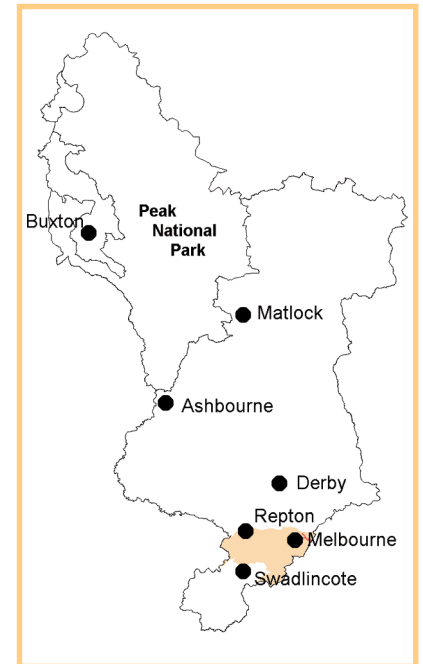 Peak
National
Park
Buxton
Matlock
Ashbourne
Derby
Repton
Melbourne
Swadlincote